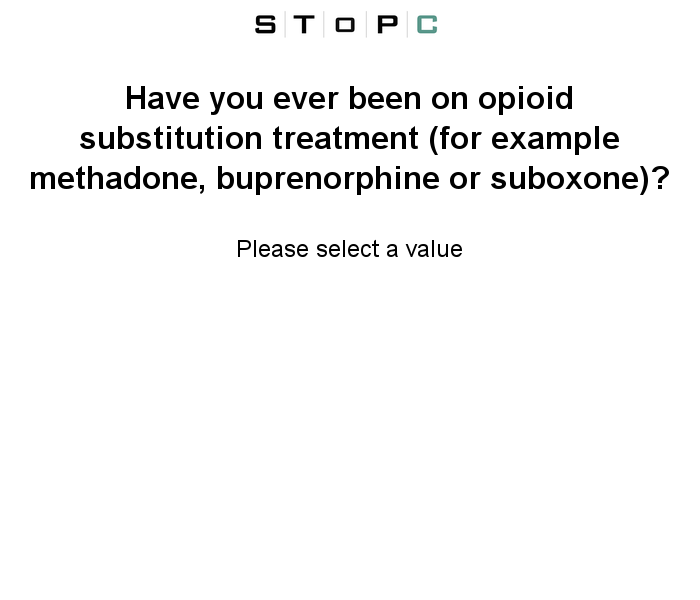 S T O P C
Have you ever been on opioid
substitution treatment (for example
methadone, buprenorphine or suboxone)?
Please select a value